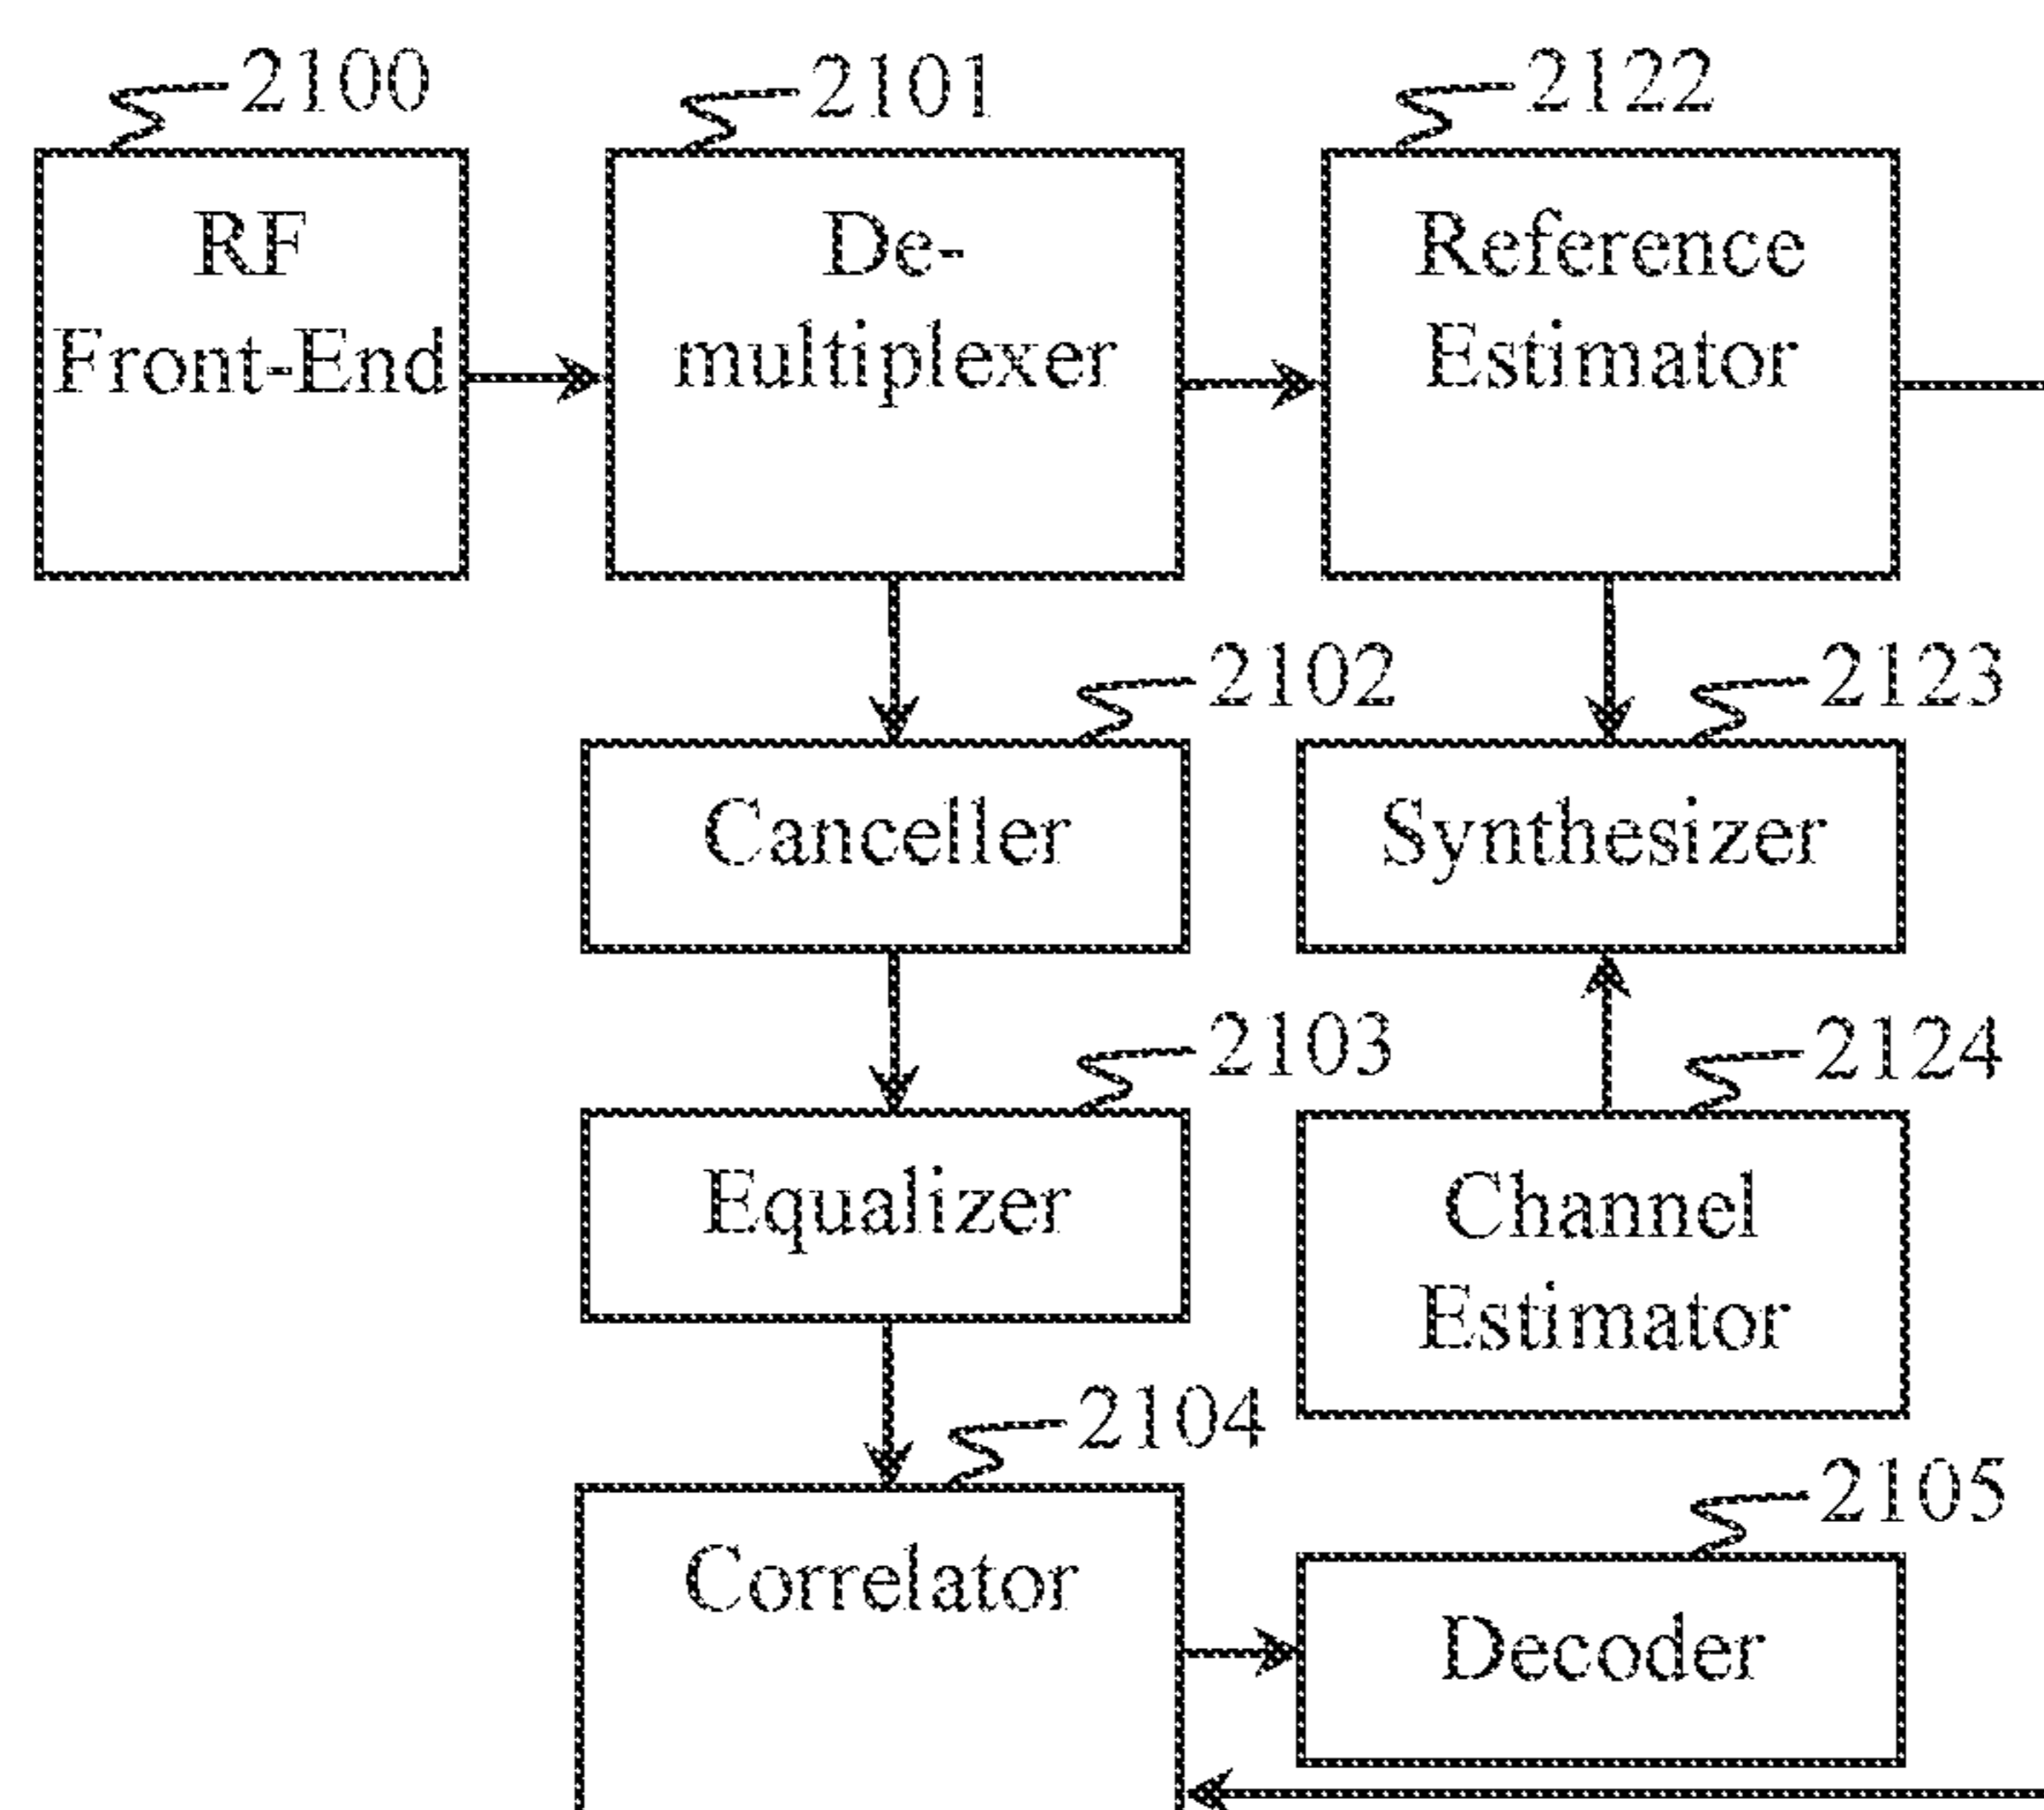 2100
2101
2122
RF
Front-End
De-
multiplexer
Reference
Estimator
2102
2123
Canceller
Synthesizer
2103
2124
Equalizer
Channel
Estimator
2104
2105
Correlator
Decoder